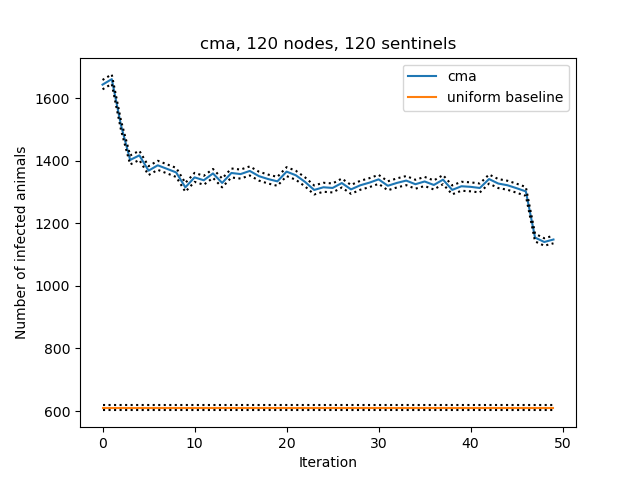 cma, 120 nodes, 120 sentinels
cma
uniform baseline
Number of infected animals
1600
1400
1200
1000
800
600
0 10 20 30 40 50
Iteration